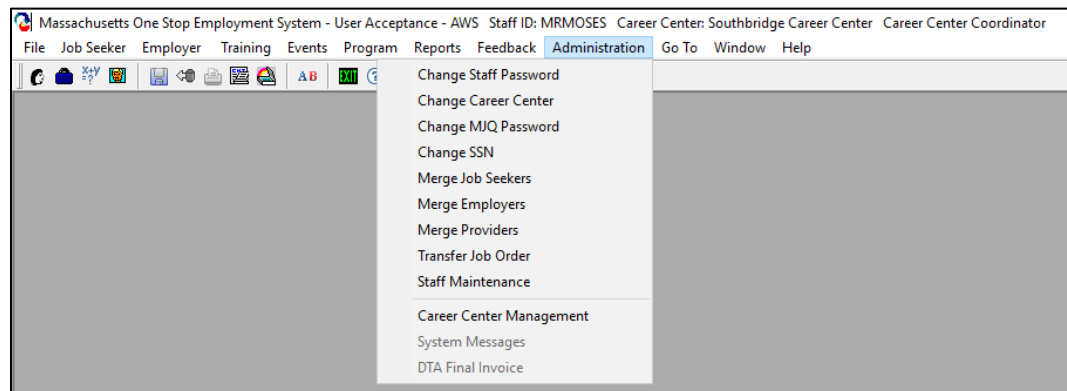 Massachusetts One Stop Employment System - User Acceptance - AWS Staff ID: MRMOSES Career Center: Southbridge Career Center Career Center Coordinator
File Job Seeker Employer Training Events Program Reports Feedback Administration Go To Window Help
X+Y =? AB EXIT ?
Change Staff Password
Change Career Center
Change MJQ Password
Change SSN
Merge Job Seekers
Merge Employers
Merge Providers
Transfer Job Order
Staff Maintenance
Career Center Management
System Messages
DTA Final Invoice